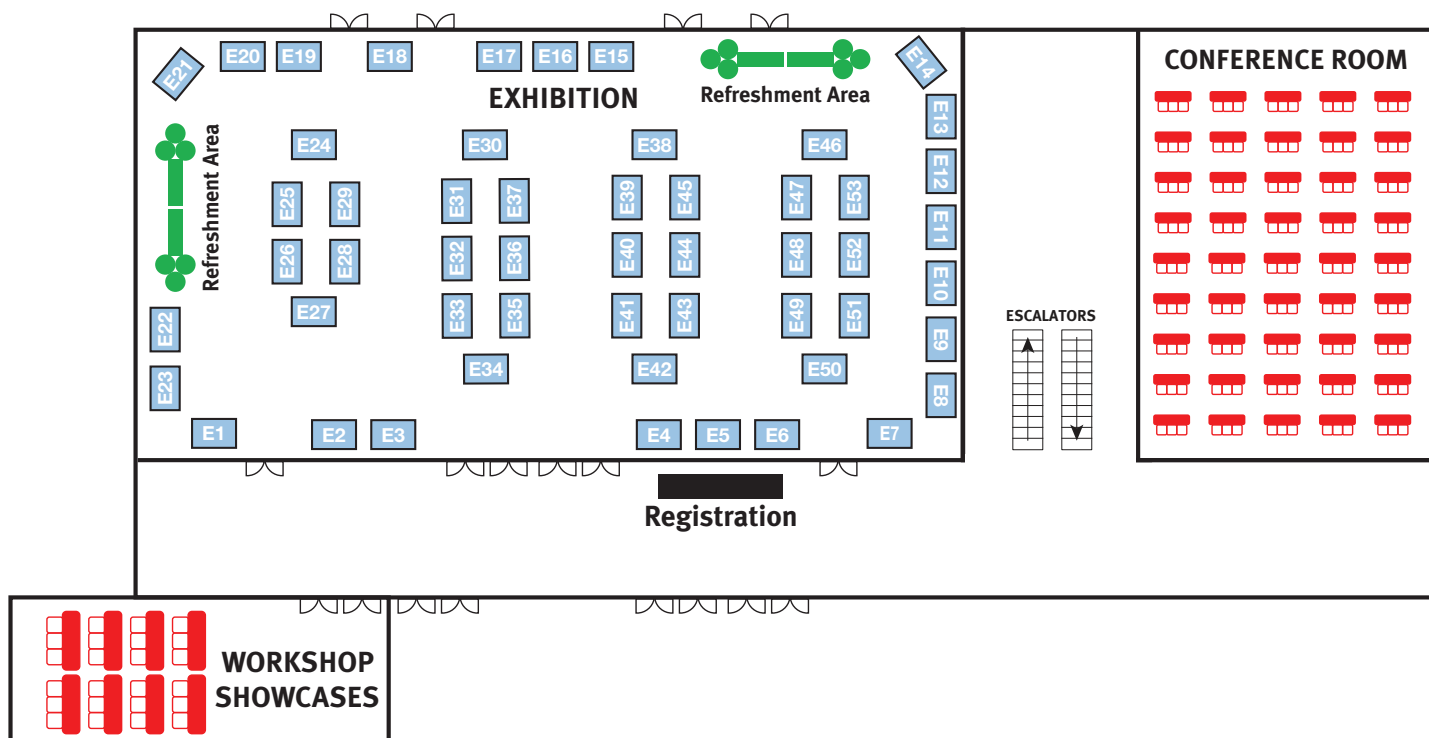 E20
E19
E18
E17
E16
E15
E14
E21
CONFERENCE ROOM
EXHIBITION
Refreshment Area
E13
E12
E11
E10
E9
E8
Refreshment Area
E24
E25
E29
E26
E28
E27
E30
E31
E37
E32
E36
E33
E35
E34
E38
E39
E45
E40
E44
E41
E43
E42
E46
E47
E53
E48
E52
E49
E51
E50
E22
E23
ESCALATORS
E1
E2
E3
E4
E5
E6
E7
Registration
WORKSHOP
SHOWCASES